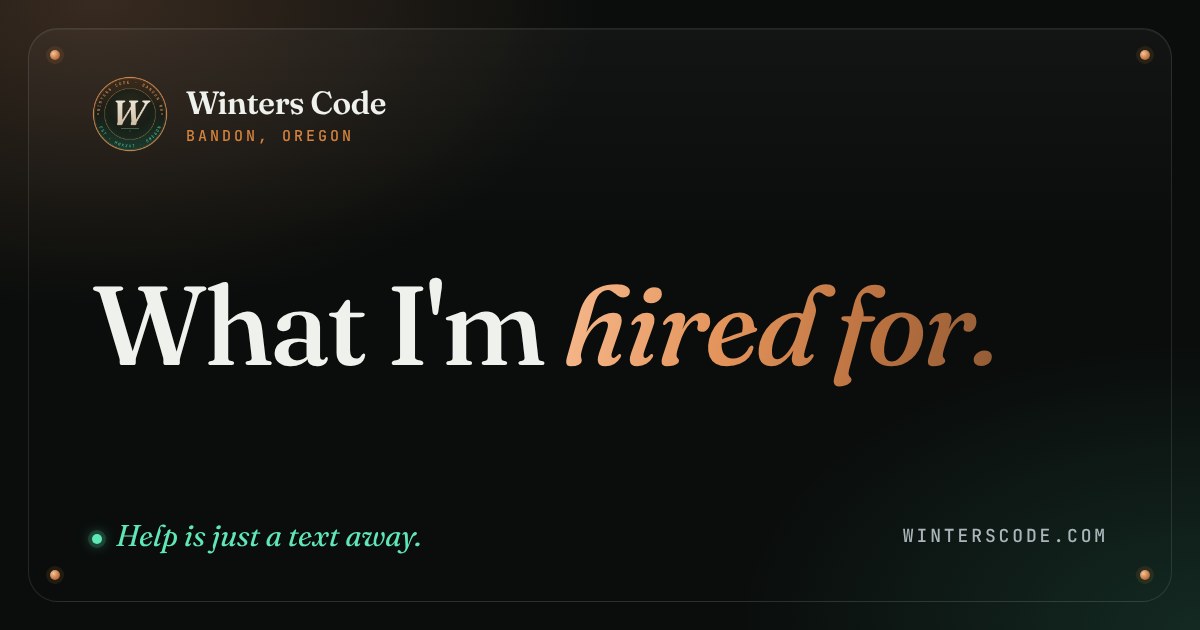 W
Winters Code
BANDON, OREGON
What I'm hired for.
Help is just a text away.
WINTERSCODE.COM